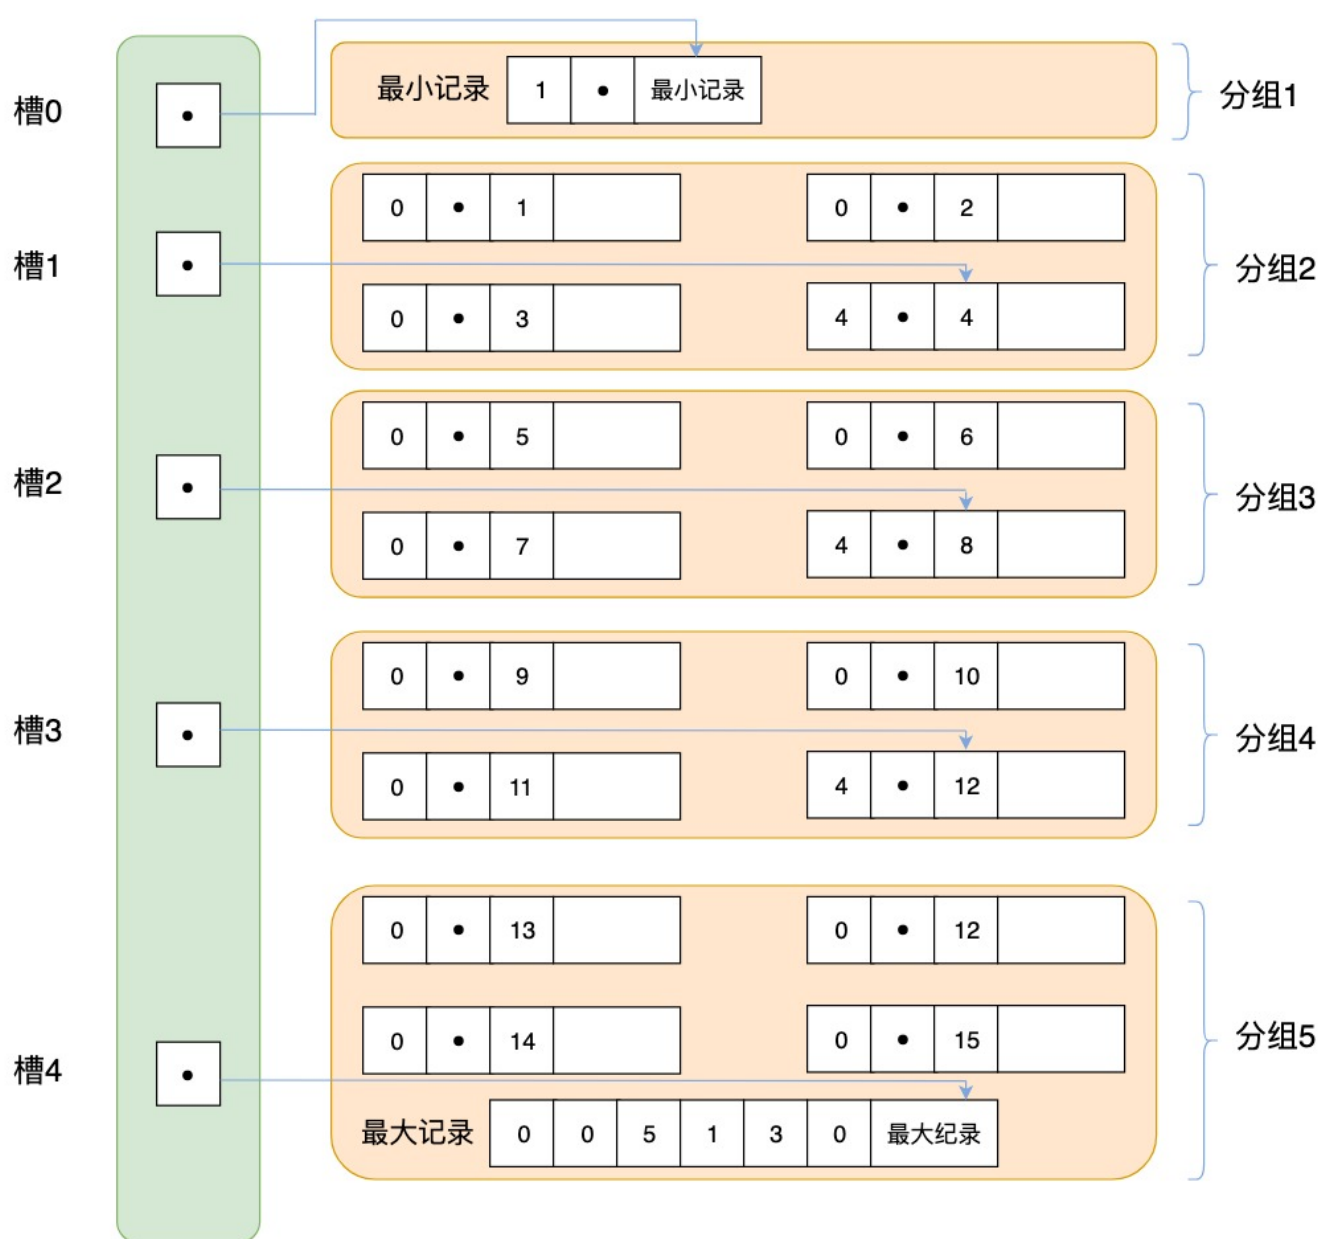 槽0
最小记录 1 • 最小记录
分组1
0 • 1
0 • 2
槽1
分组2
0 • 3
4 • 4
0 • 5
0 • 6
槽2
分组3
0 • 7
4 • 8
0 • 9
0 • 10
槽3
分组4
0 • 11
4 • 12
0 • 13
0 • 12
0 • 14
0 • 15
分组5
槽4
最大记录 0 0 5 1 3 0 最大纪录